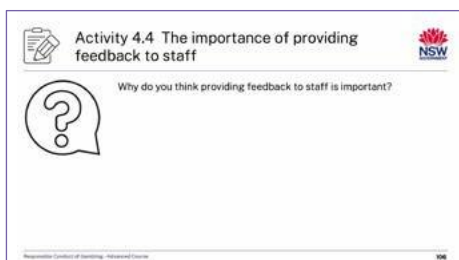 Activity 4.4 The importance of providing
feedback to staff
NSW
GOVERNMENT
Why do you think providing feedback to staff is important?
Responsible Conduct of Gambling - Advanced Course
106